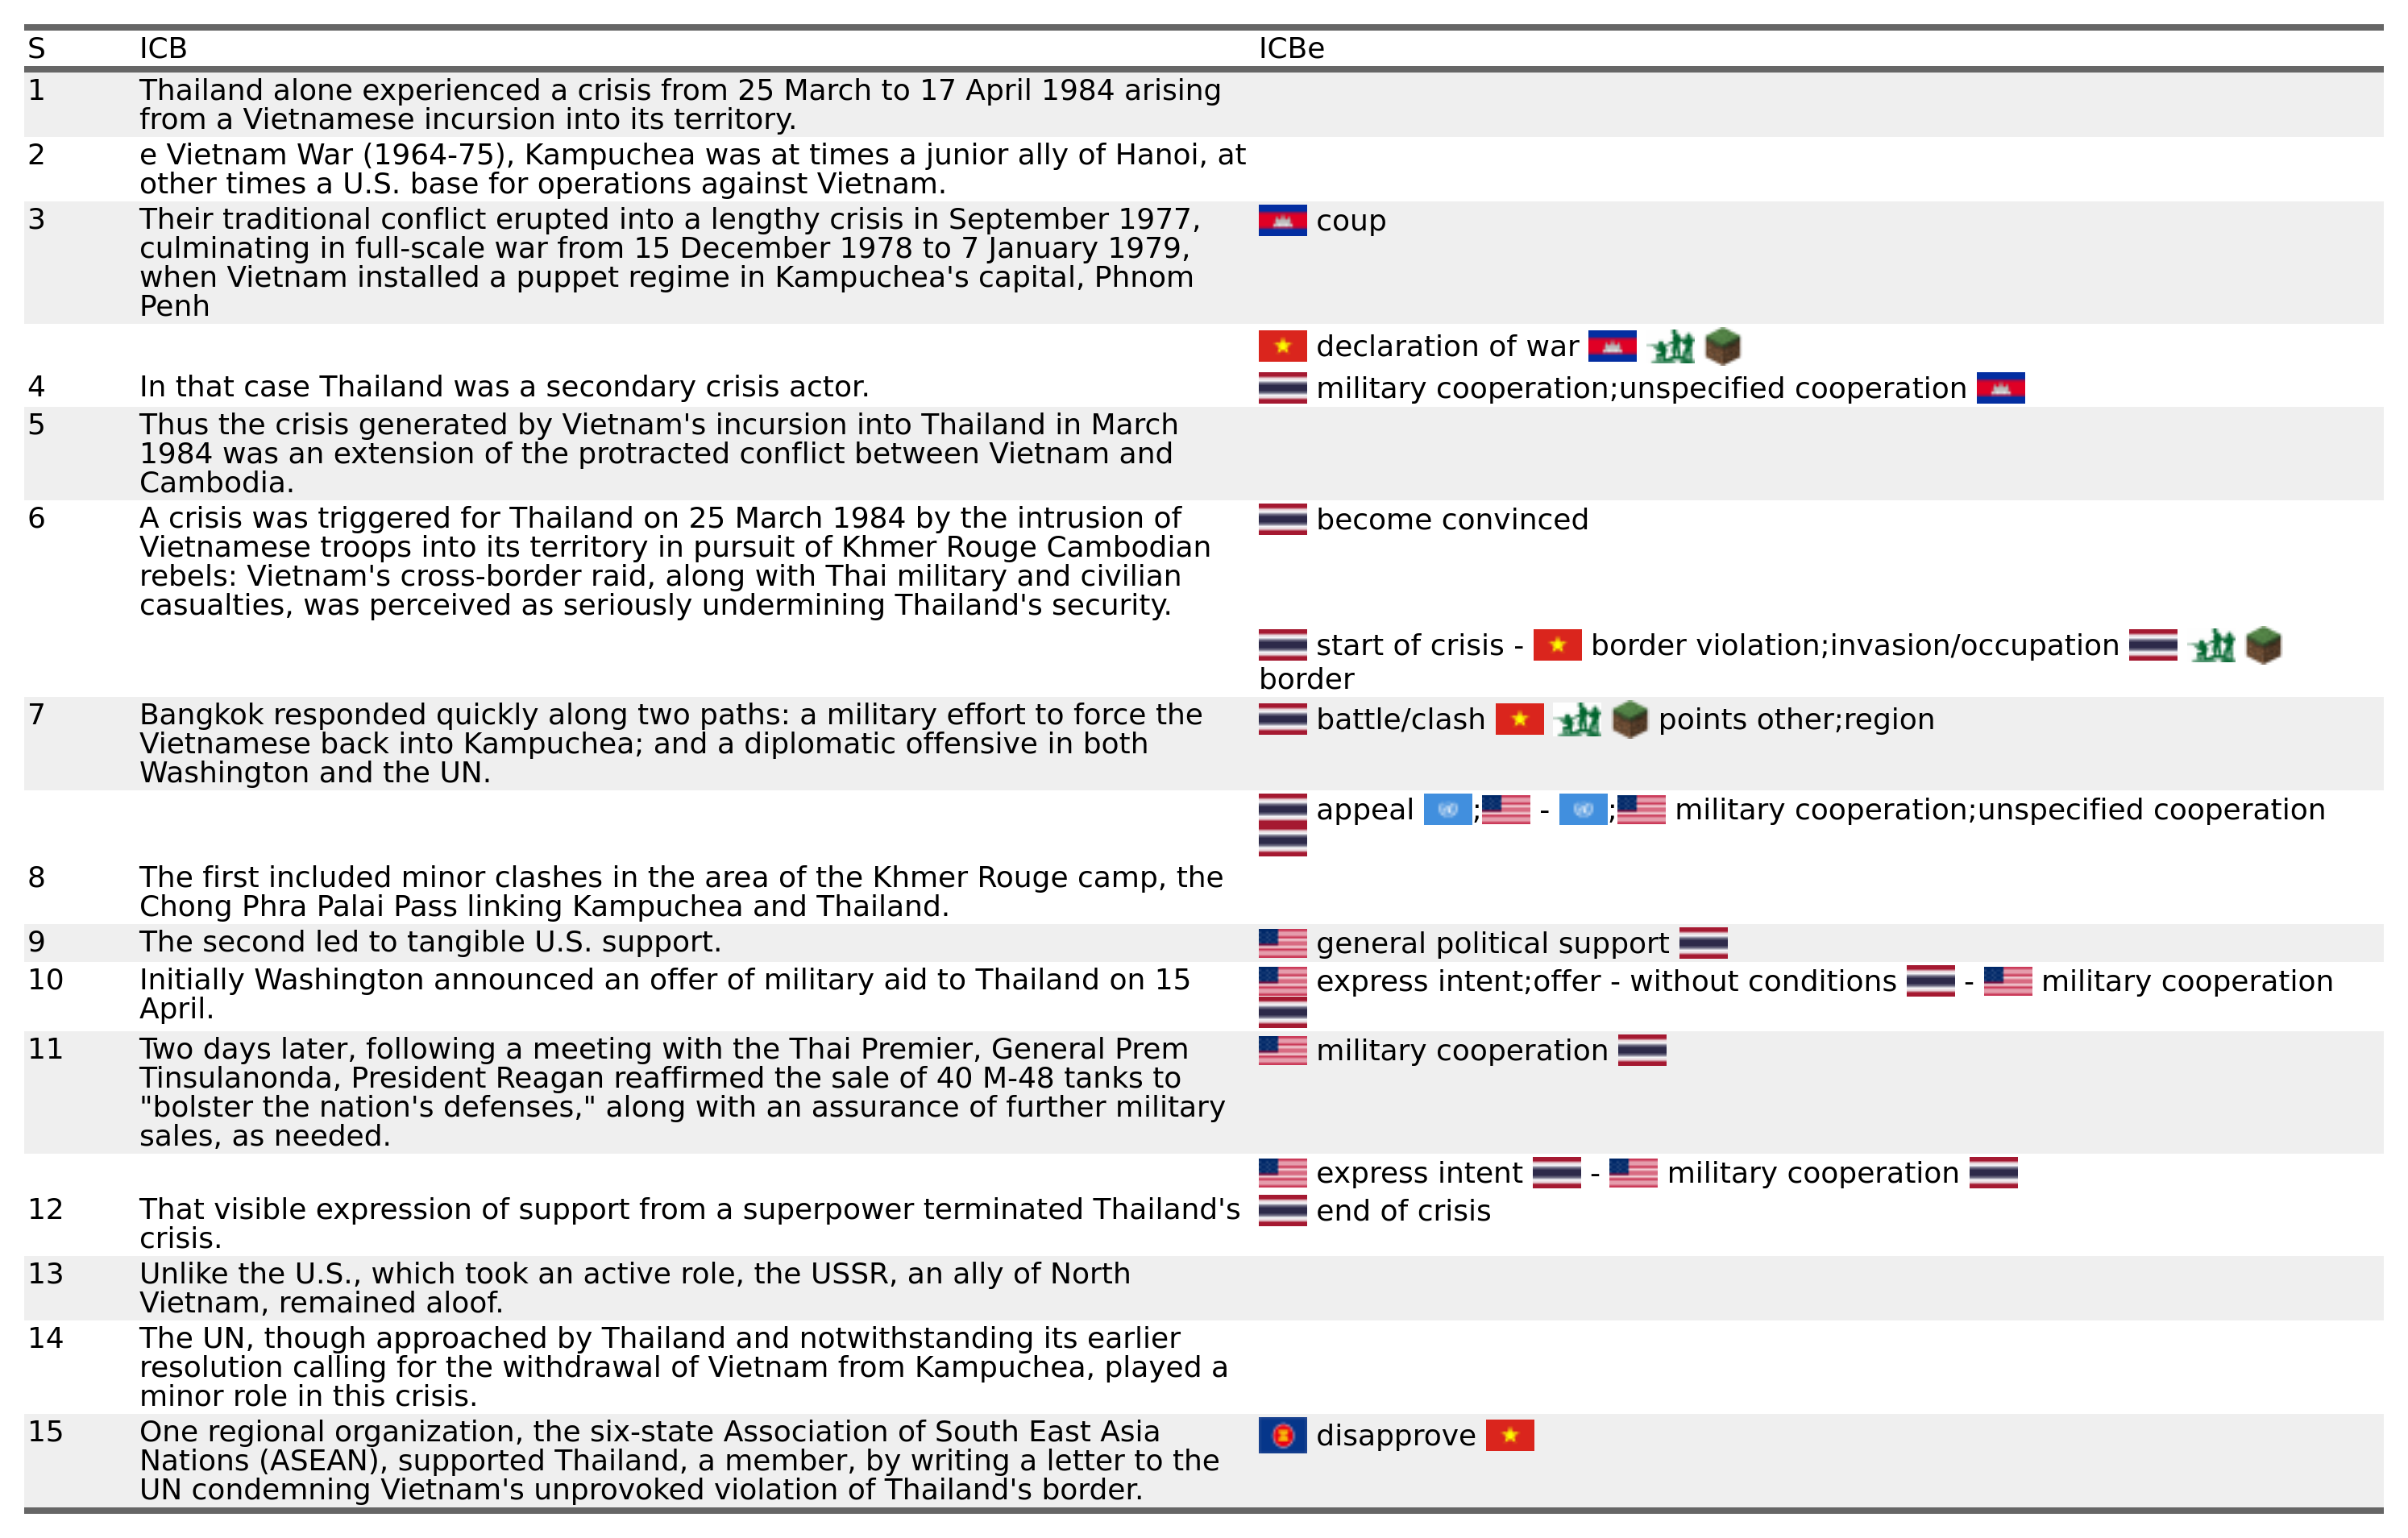 S ICB ICBe
1 Thailand alone experienced a crisis from 25 March to 17 April 1984 arising
from a Vietnamese incursion into its territory.
2 e Vietnam War (1964-75), Kampuchea was at times a junior ally of Hanoi, at
other times a U.S. base for operations against Vietnam.
3 Their traditional conflict erupted into a lengthy crisis in September 1977, coup
culminating in full-scale war from 15 December 1978 to 7 January 1979,
when Vietnam installed a puppet regime in Kampuchea's capital, Phnom
Penh
declaration of war
4 In that case Thailand was a secondary crisis actor. military cooperation;unspecified cooperation
5 Thus the crisis generated by Vietnam's incursion into Thailand in March
1984 was an extension of the protracted conflict between Vietnam and
Cambodia.
6 A crisis was triggered for Thailand on 25 March 1984 by the intrusion of become convinced
Vietnamese troops into its territory in pursuit of Khmer Rouge Cambodian
rebels: Vietnam's cross-border raid, along with Thai military and civilian
casualties, was perceived as seriously undermining Thailand's security.
start of crisis - border violation;invasion/occupation
border
7 Bangkok responded quickly along two paths: a military effort to force the battle/clash points other;region
Vietnamese back into Kampuchea; and a diplomatic offensive in both
Washington and the UN.
appeal ; - ; military cooperation;unspecified cooperation
8 The first included minor clashes in the area of the Khmer Rouge camp, the
Chong Phra Palai Pass linking Kampuchea and Thailand.
9 The second led to tangible U.S. support. general political support
10 Initially Washington announced an offer of military aid to Thailand on 15 express intent;offer - without conditions - military cooperation
April.
11 Two days later, following a meeting with the Thai Premier, General Prem military cooperation
Tinsulanonda, President Reagan reaffirmed the sale of 40 M-48 tanks to
"bolster the nation's defenses," along with an assurance of further military
sales, as needed.
express intent - military cooperation
12 That visible expression of support from a superpower terminated Thailand's end of crisis
crisis.
13 Unlike the U.S., which took an active role, the USSR, an ally of North
Vietnam, remained aloof.
14 The UN, though approached by Thailand and notwithstanding its earlier
resolution calling for the withdrawal of Vietnam from Kampuchea, played a
minor role in this crisis.
15 One regional organization, the six-state Association of South East Asia disapprove
Nations (ASEAN), supported Thailand, a member, by writing a letter to the
UN condemning Vietnam's unprovoked violation of Thailand's border.